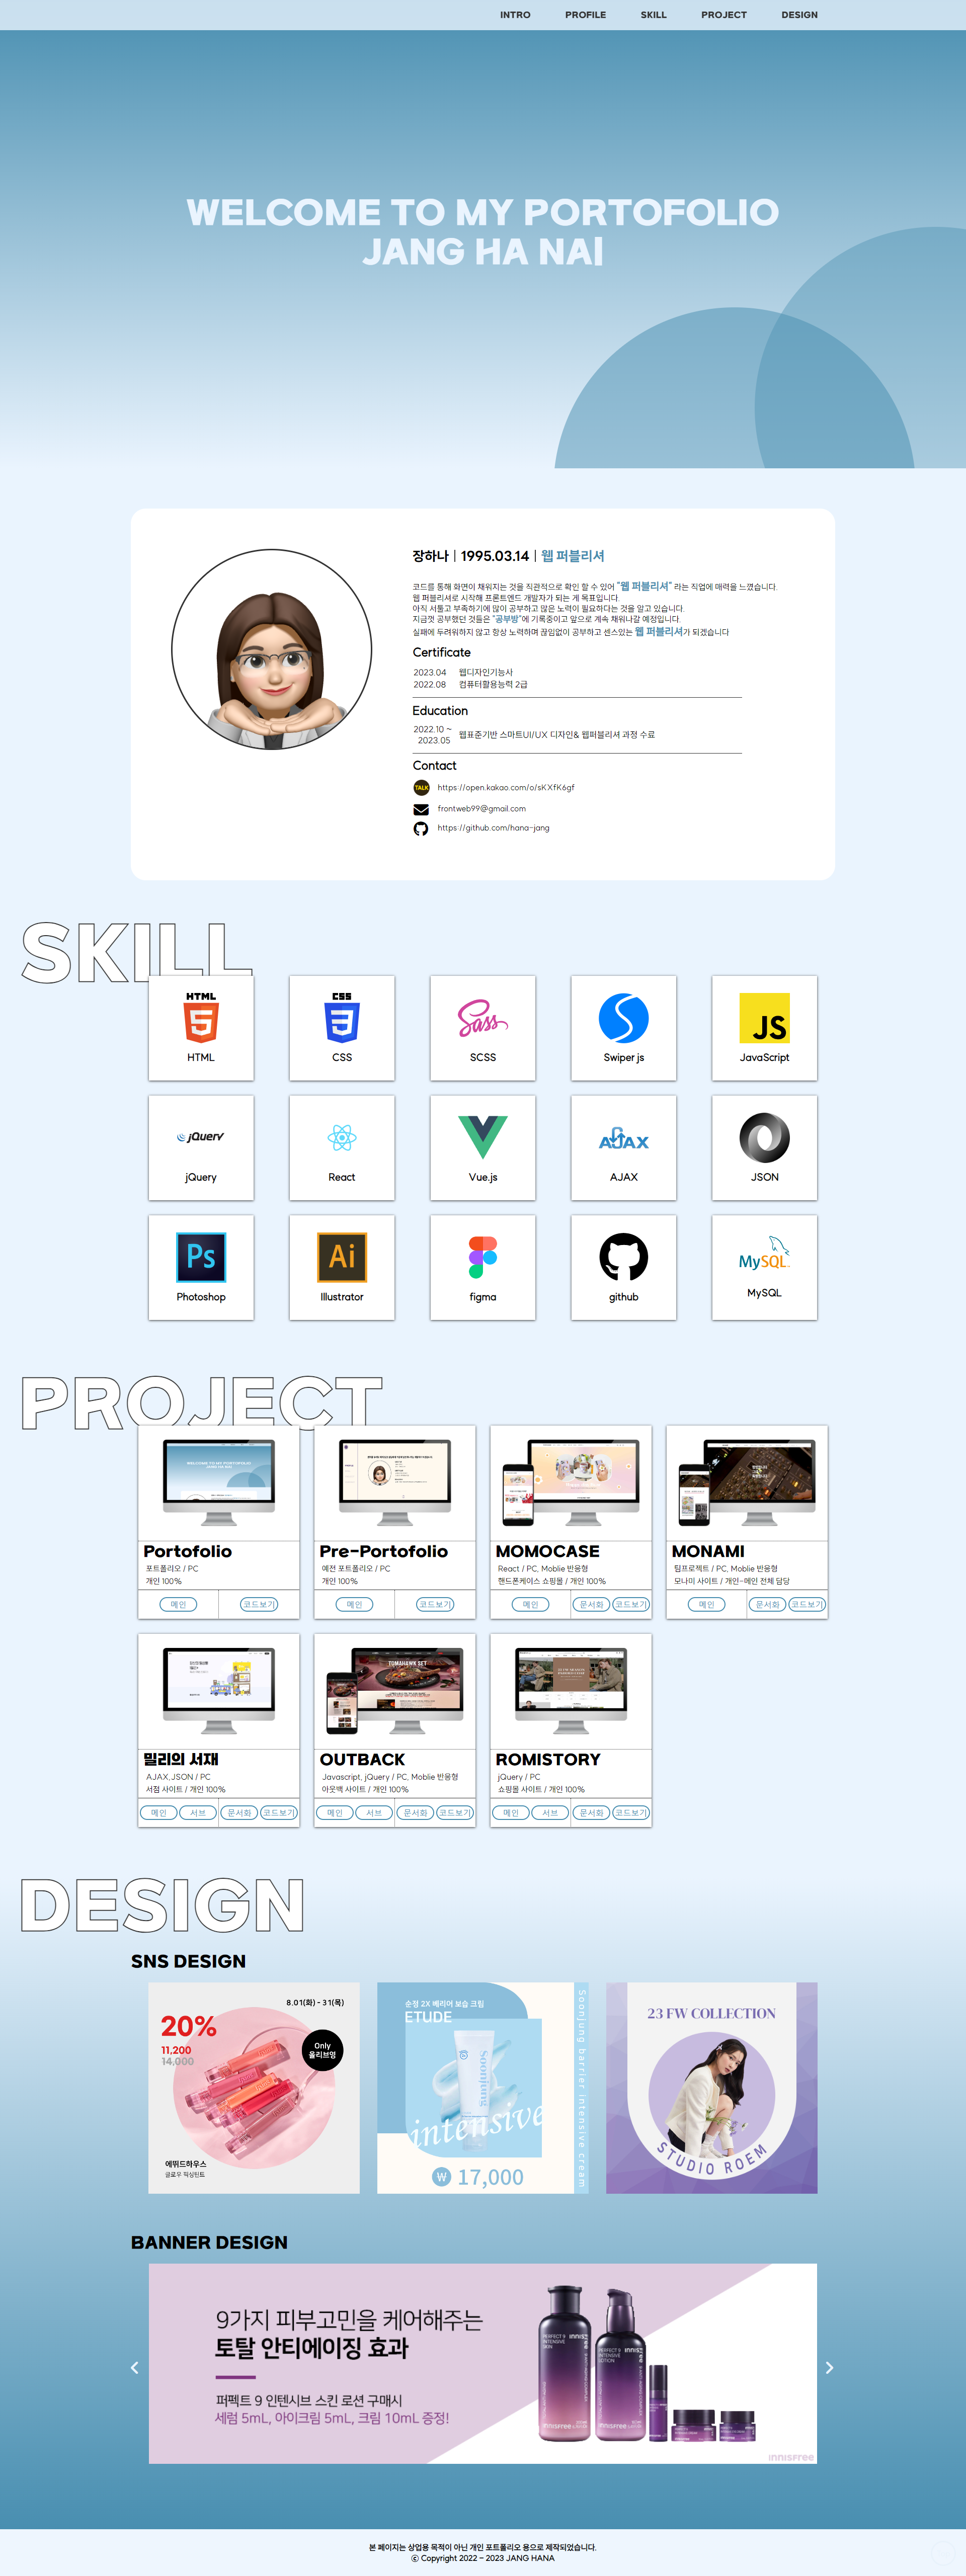 INTRO PROFILE SKILL PROJECT DESIGN
WELCOME TO MY PORTOFOLIO
JANG HA NA|
장하나 | 1995.03.14 | 웹 퍼블리셔
코드를 통해 화면이 채워지는 것을 직관적으로 확인 할 수 있어 "웹 퍼블리셔" 라는 직업에 매력을 느꼈습니다.
웹 퍼블리셔로 시작해 프론트엔드 개발자가 되는 게 목표입니다.
아직 서툴고 부족하기에 많이 공부하고 많은 노력이 필요하다는 것을 알고 있습니다.
지금껏 공부했던 것들은 "공부방"에 기록중이고 앞으로 계속 채워나갈 예정입니다.
실패에 두려워하지 않고 항상 노력하며 끊임없이 공부하고 센스있는 웹 퍼블리셔가 되겠습니다
Certificate
2023.04 웹디자인기능사
2022.08 컴퓨터활용능력 2급
Education
2022.10 ~
2023.05 웹표준기반 스마트UI/UX 디자인& 웹퍼블리셔 과정 수료
Contact
TALK https://open.kakao.com/o/sKXfK6gf
frontweb99@gmail.com
https://github.com/hana-jang
SKILL
HTML CSS Sass JS
HTML CSS SCSS Swiper js JavaScript
jQuery AJAX
jQuery React Vue.js AJAX JSON
Ps Ai MySQL
Photoshop Illustrator figma github MySQL
PROJECT
WELCOME TO MY PORTOFOLIO
Portofolio Pre-Portofolio MOMOCASE MONAMI
포트폴리오 / PC 예전 포트폴리오 / PC React / PC, Moblie 반응형 팀프로젝트 / PC, Moblie 반응형
개인 100% 개인 100% 핸드폰케이스 쇼핑몰 / 개인 100% 모나미 사이트 / 개인-메인 전체 담당
메인 코드보기 메인 코드보기 메인 문서화 코드보기 메인 문서화 코드보기
TOMAHAWK SET
밀리의 서재 OUTBACK ROMISTORY
AJAX, JSON / PC Javascript, jQuery / PC, Moblie 반응형 jQuery / PC
서점 사이트 / 개인 100% 아웃백 사이트 / 개인 100% 쇼핑몰 사이트 / 개인 100%
메인 서브 문서화 코드보기 메인 서브 문서화 코드보기 메인 서브 문서화 코드보기
DESIGN
SNS DESIGN
8.01(화) - 31(목)
20%
11,200
14,000
Only
올리브영
에뛰드하우스
글로우 픽싱틴트
순정 2X 베리어 보습 크림
ETUDE
soonjung
intensive
₩ 17,000
Soonjung barrier intensive cream
23 FW COLLECTION
STUDIO ROEM
BANNER DESIGN
9가지 피부고민을 케어해주는
토탈 안티에이징 효과
퍼펙트 9 인텐시브 스킨 로션 구매시
세럼 5mL, 아이크림 5mL, 크림 10mL 증정!
PERFECT 9
INTENSIVE
SKIN
innisfree
PERFECT 9
INTENSIVE
LOTION
innisfree
innisfree
본 페이지는 상업용 목적이 아닌 개인 포트폴리오 용으로 제작되었습니다.
ⓒ Copyright 2022 - 2023 JANG HANA